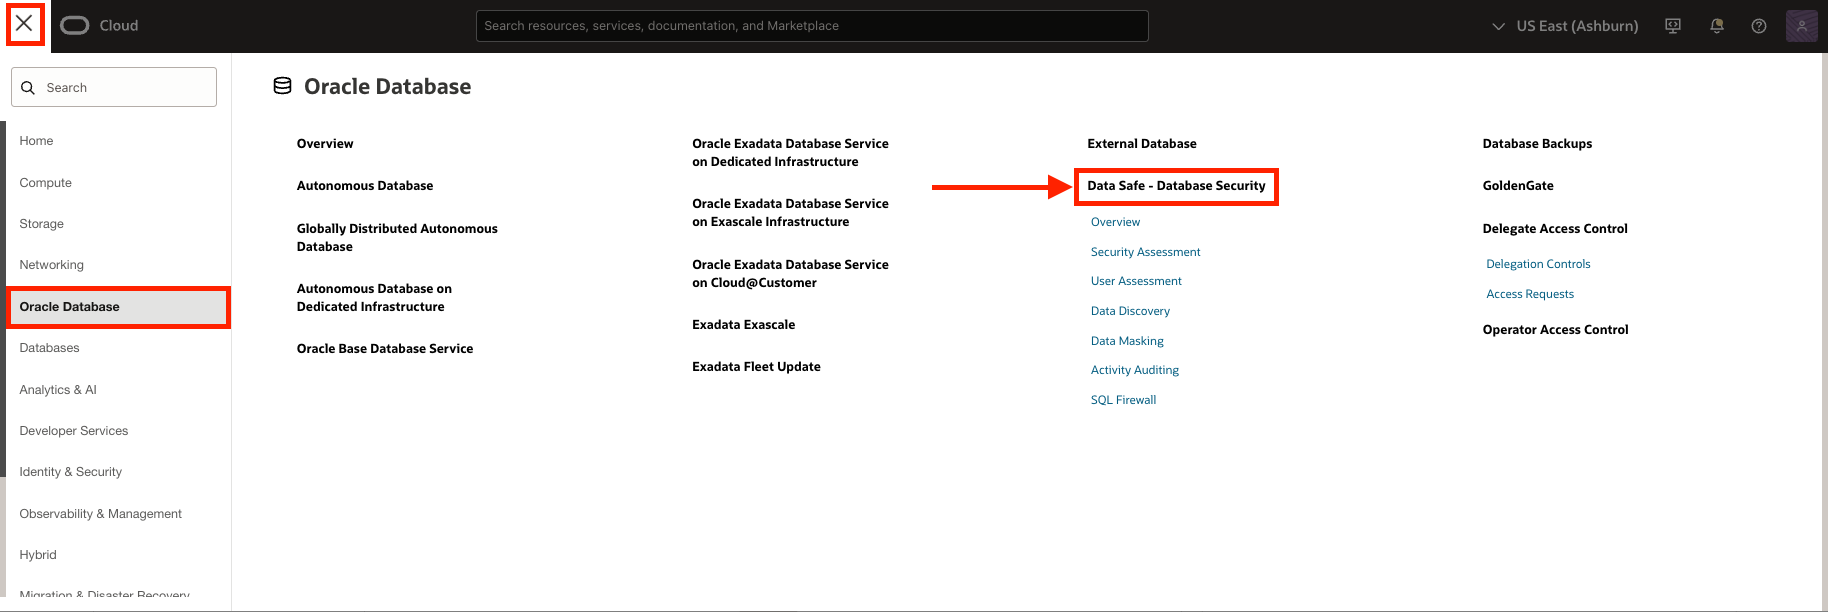 Cloud
Search resources, services, documentation, and Marketplace
US East (Ashburn)
Search
Home
Compute
Storage
Networking
Oracle Database
Databases
Analytics & AI
Developer Services
Identity & Security
Observability & Management
Hybrid
Migration & Disaster Recovery
Oracle Database
Overview
Autonomous Database
Globally Distributed Autonomous
Database
Autonomous Database on
Dedicated Infrastructure
Oracle Base Database Service
Oracle Exadata Database Service
on Dedicated Infrastructure
Oracle Exadata Database Service
on Exascale Infrastructure
Oracle Exadata Database Service
on Cloud@Customer
Exadata Exascale
Exadata Fleet Update
External Database
Data Safe - Database Security
Overview
Security Assessment
User Assessment
Data Discovery
Data Masking
Activity Auditing
SQL Firewall
Database Backups
GoldenGate
Delegate Access Control
Delegation Controls
Access Requests
Operator Access Control